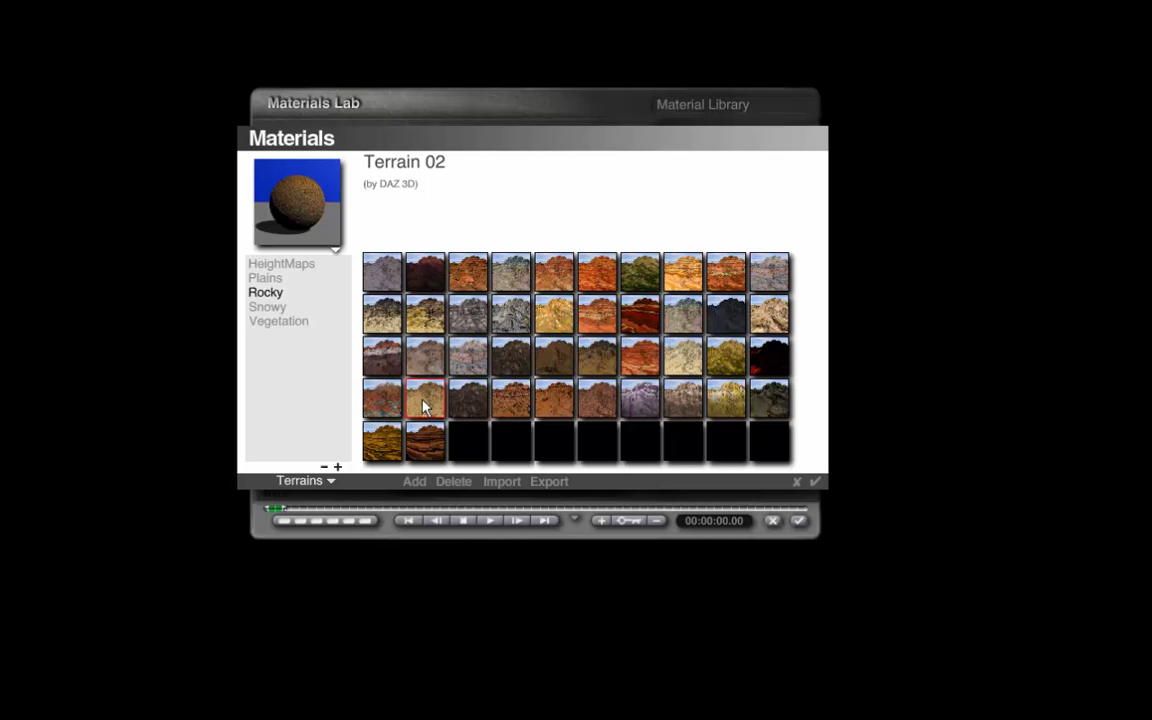 Materials Lab
Material Library
Materials
Terrain 02
(by DAZ 3D)
HeightMaps
Plains
Rocky
Snowy
Vegetation
Terrains
Add Delete Import Export
00:00:00.00